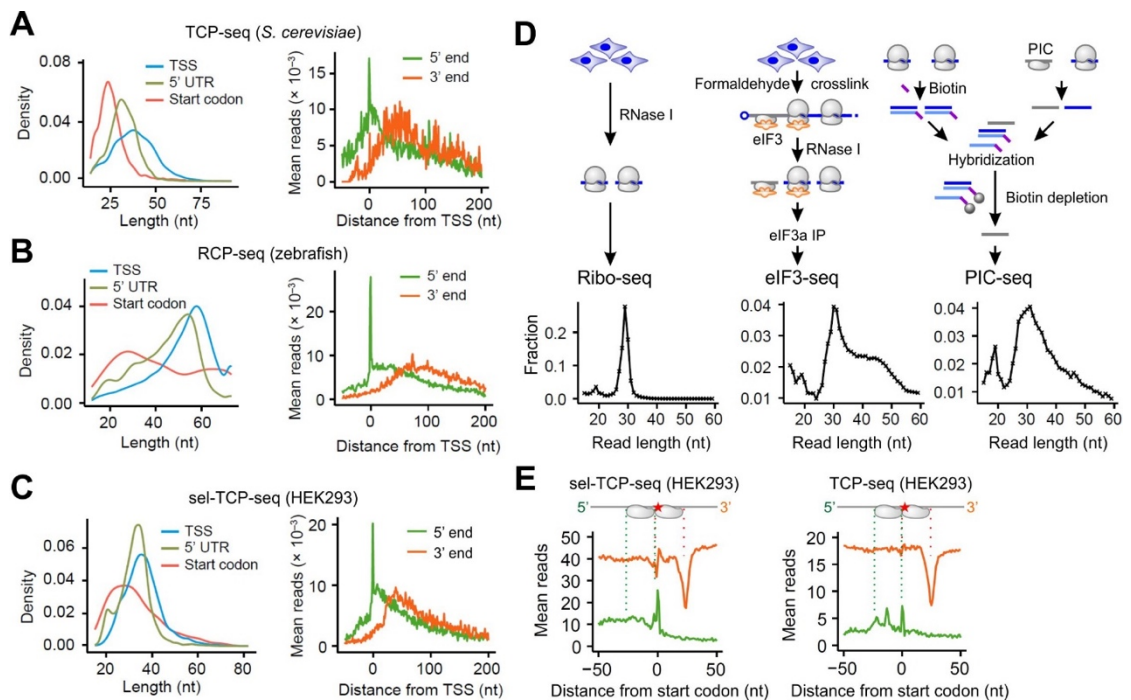 A
TCP-seq (S. cerevisiae)
0.08
0.04
0.00
Density
TSS
5' UTR
Start codon
25 50 75
Length (nt)
15
10
5
Mean reads (× 10⁻³)
5' end
3' end
0 100 200
Distance from TSS (nt)
B
RCP-seq (zebrafish)
0.04
0.02
0.00
Density
TSS
5' UTR
Start codon
20 40 60
Length (nt)
30
20
10
0
Mean reads (× 10⁻³)
5' end
3' end
0 100 200
Distance from TSS (nt)
C
sel-TCP-seq (HEK293)
0.06
0.04
0.02
0.00
Density
TSS
5' UTR
Start codon
20 40 60 80
Length (nt)
20
10
0
Mean reads (× 10⁻³)
5' end
3' end
0 100 200
Distance from TSS (nt)
D
RNase I
Ribo-seq
Formaldehyde crosslink
eIF3
RNase I
eIF3a IP
eIF3-seq
PIC
Biotin
Hybridization
Biotin depletion
PIC-seq
Fraction
0.2
0.1
0.0
10 20 30 40 50 60
Read length (nt)
0.04
0.03
0.02
0.01
10 20 30 40 50 60
Read length (nt)
0.04
0.03
0.02
0.01
10 20 30 40 50 60
Read length (nt)
E
sel-TCP-seq (HEK293)
5' 3'
50
40
30
20
10
0
Mean reads
−50 0 50
Distance from start codon (nt)
TCP-seq (HEK293)
5' 3'
20
10
0
Mean reads
−50 0 50
Distance from start codon (nt)